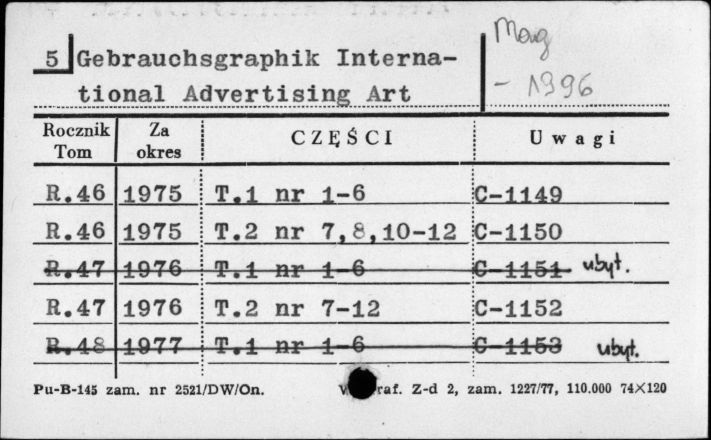 Mag
5 Gebrauchsgraphik Interna-
- 1996
tional Advertising Art
Rocznik Tom Za okres CZĘŚCI Uwagi
R.46 1975 T.1 nr 1-6 C-1149
R.46 1975 T.2 nr 7,8,10-12 C-1150
R.47 1976 T.1 nr 1-6 C-1151 ubyt.
R.47 1976 T.2 nr 7-12 C-1152
R.48 1977 T.1 nr 1-6 C-1153 ubyt.
Pu-B-145 zam. nr 2521/DW/On. raf. Z-d 2, zam. 1227/77, 110.000 74×120